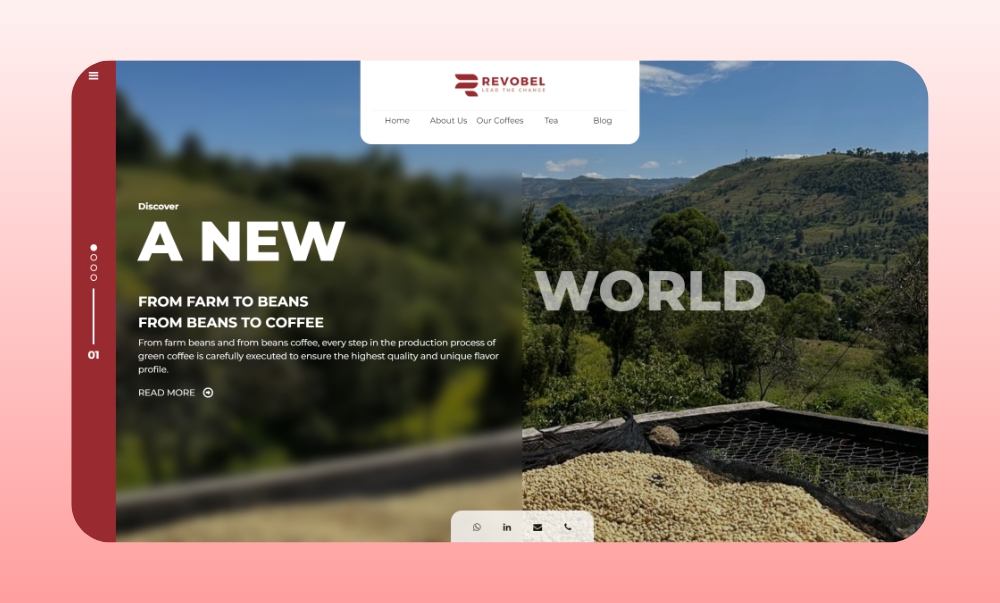 REVOBEL
LEAD THE CHANGE
Home About Us Our Coffees Tea Blog
Discover
A NEW
WORLD
FROM FARM TO BEANS
FROM BEANS TO COFFEE
From farm beans and from beans coffee, every step in the production process of
green coffee is carefully executed to ensure the highest quality and unique flavor
profile.
READ MORE
01